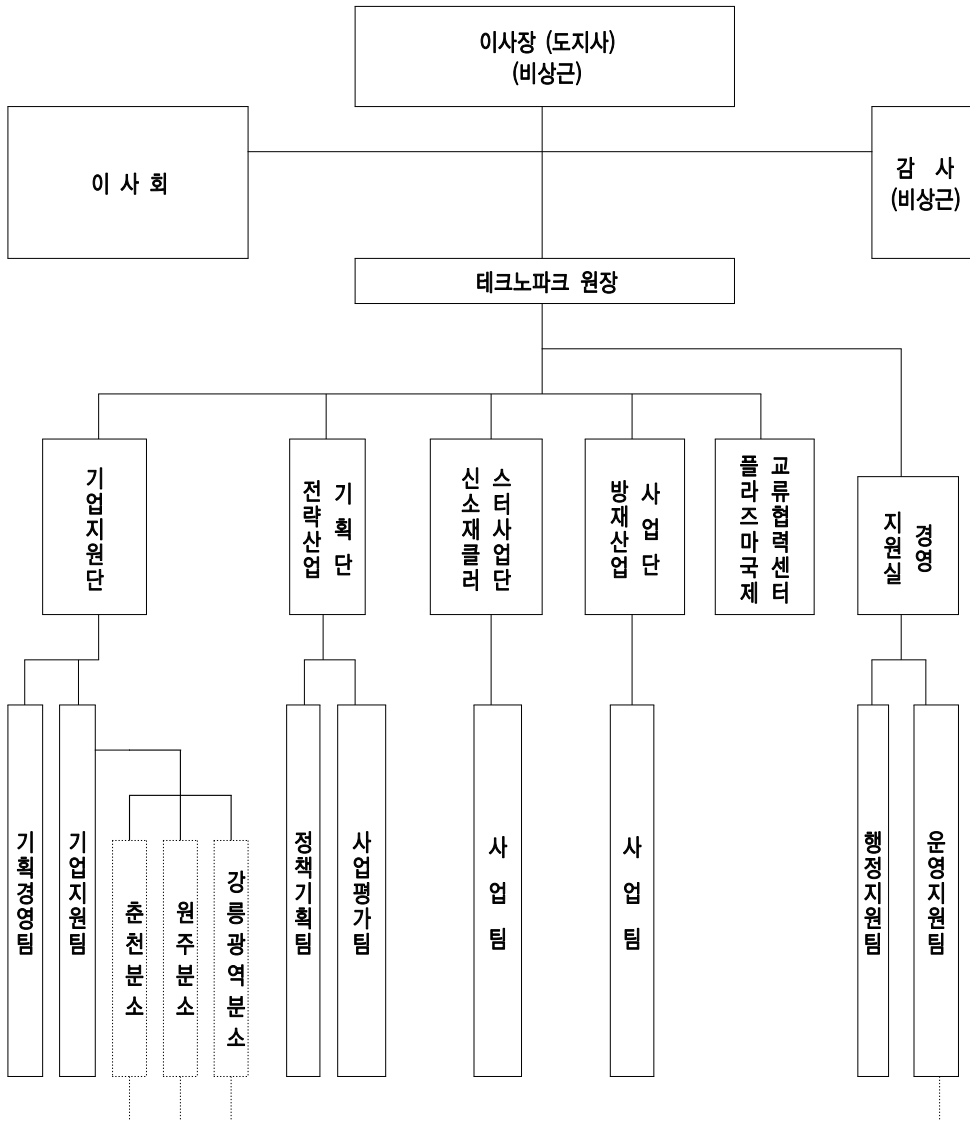 이사장 (도지사)
(비상근)
이 사 회
감 사
(비상근)
테크노파크 원장
기업지원단
전략산업
기획단
신소재클러
스터사업단
방재산업
사업단
플라즈마국제
교류협력센터
지원실
경영
기획경영팀
기업지원팀
춘천분소
원주분소
강릉광역분소
정책기획팀
사업평가팀
사업팀
사업팀
행정지원팀
운영지원팀